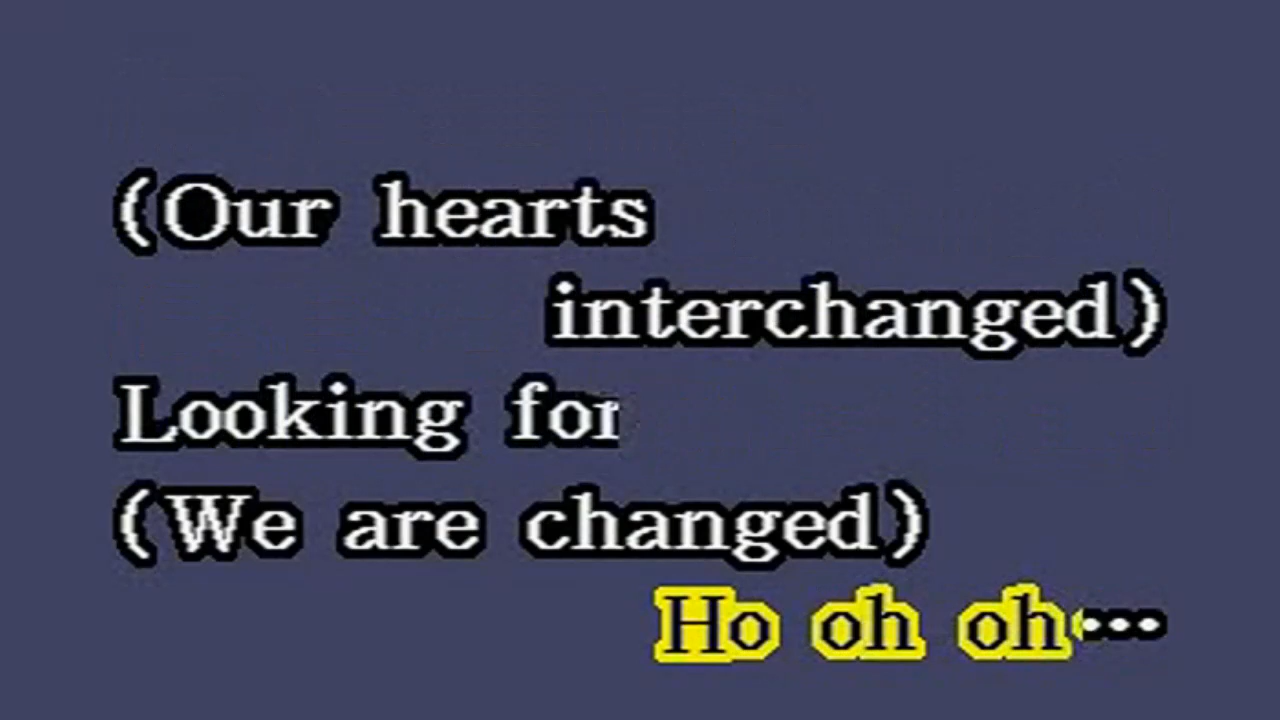 (Our hearts
interchanged)
Looking for
(We are changed)
Ho oh oh…